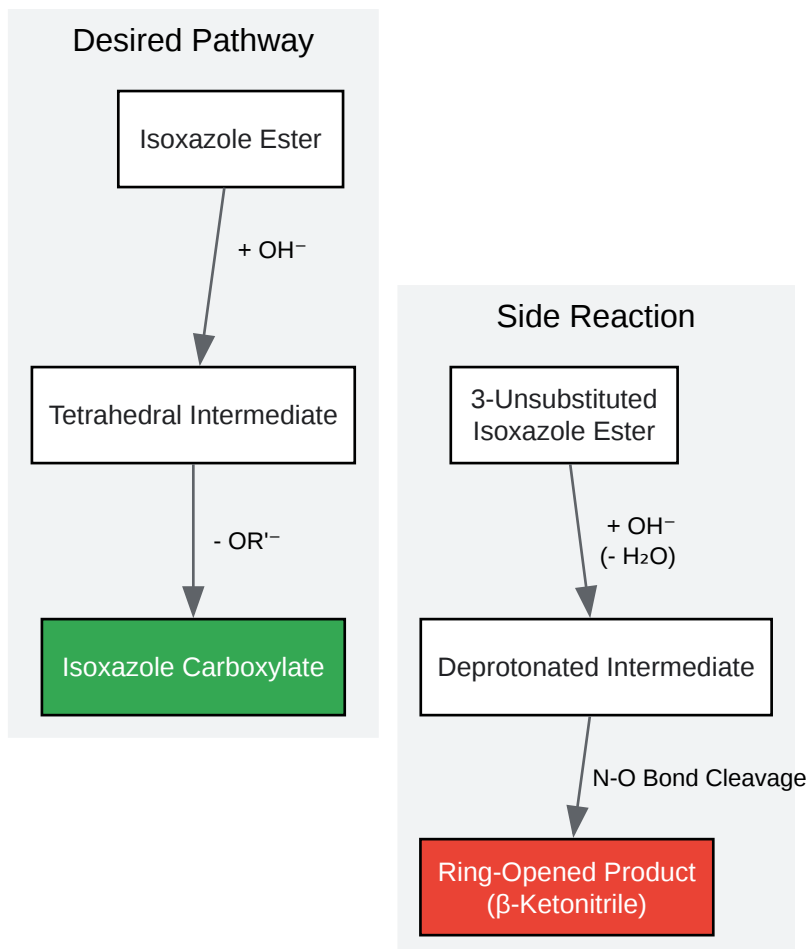 Desired Pathway
Isoxazole Ester
+ OH⁻
Tetrahedral Intermediate
- OR'⁻
Isoxazole Carboxylate
Side Reaction
3-Unsubstituted
Isoxazole Ester
+ OH⁻
(- H₂O)
Deprotonated Intermediate
N-O Bond Cleavage
Ring-Opened Product
(β-Ketonitrile)